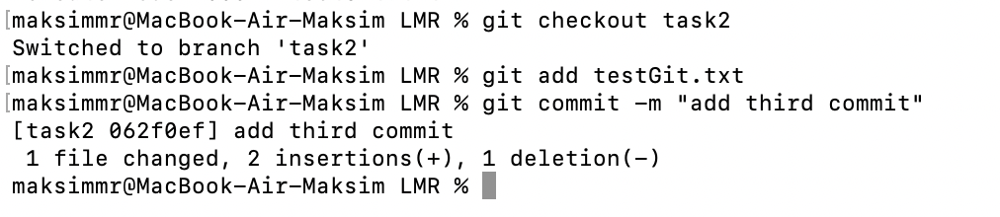 [maksimmr@MacBook-Air-Maksim LMR % git checkout task2
Switched to branch 'task2'
[maksimmr@MacBook-Air-Maksim LMR % git add testGit.txt
[maksimmr@MacBook-Air-Maksim LMR % git commit -m "add third commit"
[task2 062f0ef] add third commit
 1 file changed, 2 insertions(+), 1 deletion(-)
maksimmr@MacBook-Air-Maksim LMR %